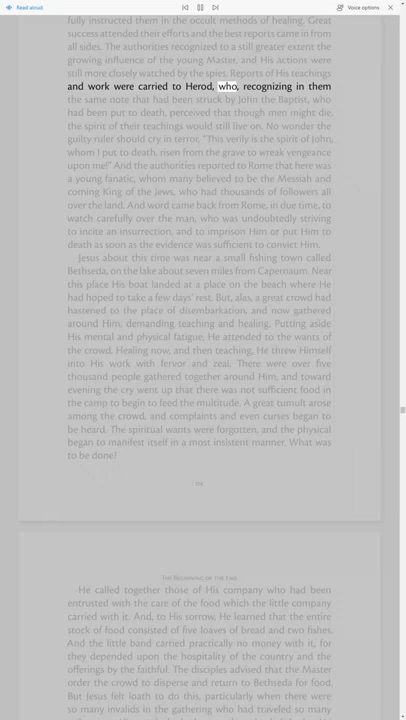 Read aloud
Voice options
fully instructed them in the occult methods of healing. Great
success attended their efforts and the best reports came in from
all sides. The authorities recognized to a still greater extent the
growing influence of the young Master, and His actions were
still more closely watched by the spies. Reports of His teachings
and work were carried to Herod, who, recognizing in them
the same note that had been struck by John the Baptist, who
had been put to death, perceived that though men might die,
the spirit of their teachings would still live on. No wonder the
guilty ruler should cry in terror, "This verily is the spirit of John,
whom I put to death, risen from the grave to wreak vengeance
upon me!" And the authorities reported to Rome that here was
a young fanatic, whom many believed to be the Messiah and
coming King of the Jews, who had thousands of followers all
over the land. And word came back from Rome, in due time, to
watch carefully over the man, who was undoubtedly striving
to incite an insurrection, and to imprison Him or put Him to
death as soon as the evidence was sufficient to convict Him.
Jesus about this time was near a small fishing town called
Bethseda, on the lake about seven miles from Capernaum. Near
this place His boat landed at a place on the beach where He
had hoped to take a few days' rest. But, alas, a great crowd had
hastened to the place of disembarkation, and now gathered
around Him, demanding teaching and healing. Putting aside
His mental and physical fatigue, He attended to the wants of
the crowd. Healing now, and then teaching, He threw Himself
into His work with fervor and zeal. There were over five
thousand people gathered together around Him, and toward
evening the cry went up that there was not sufficient food in
the camp to begin to feed the multitude. A great tumult arose
among the crowd, and complaints and even curses began to
be heard. The spiritual wants were forgotten, and the physical
began to manifest itself in a most insistent manner. What was
to be done?
The Beginning of the End
He called together those of His company who had been
entrusted with the care of the food which the little company
carried with it. And, to His sorrow, He learned that the entire
stock of food consisted of five loaves of bread and two fishes.
And the little band carried practically no money with it, for
they depended upon the hospitality of the country and the
offerings by the faithful. The disciples advised that the Master
order the crowd to disperse and return to Bethseda for food.
But Jesus felt loath to do this, particularly when there were
so many invalids in the gathering who had traveled so many